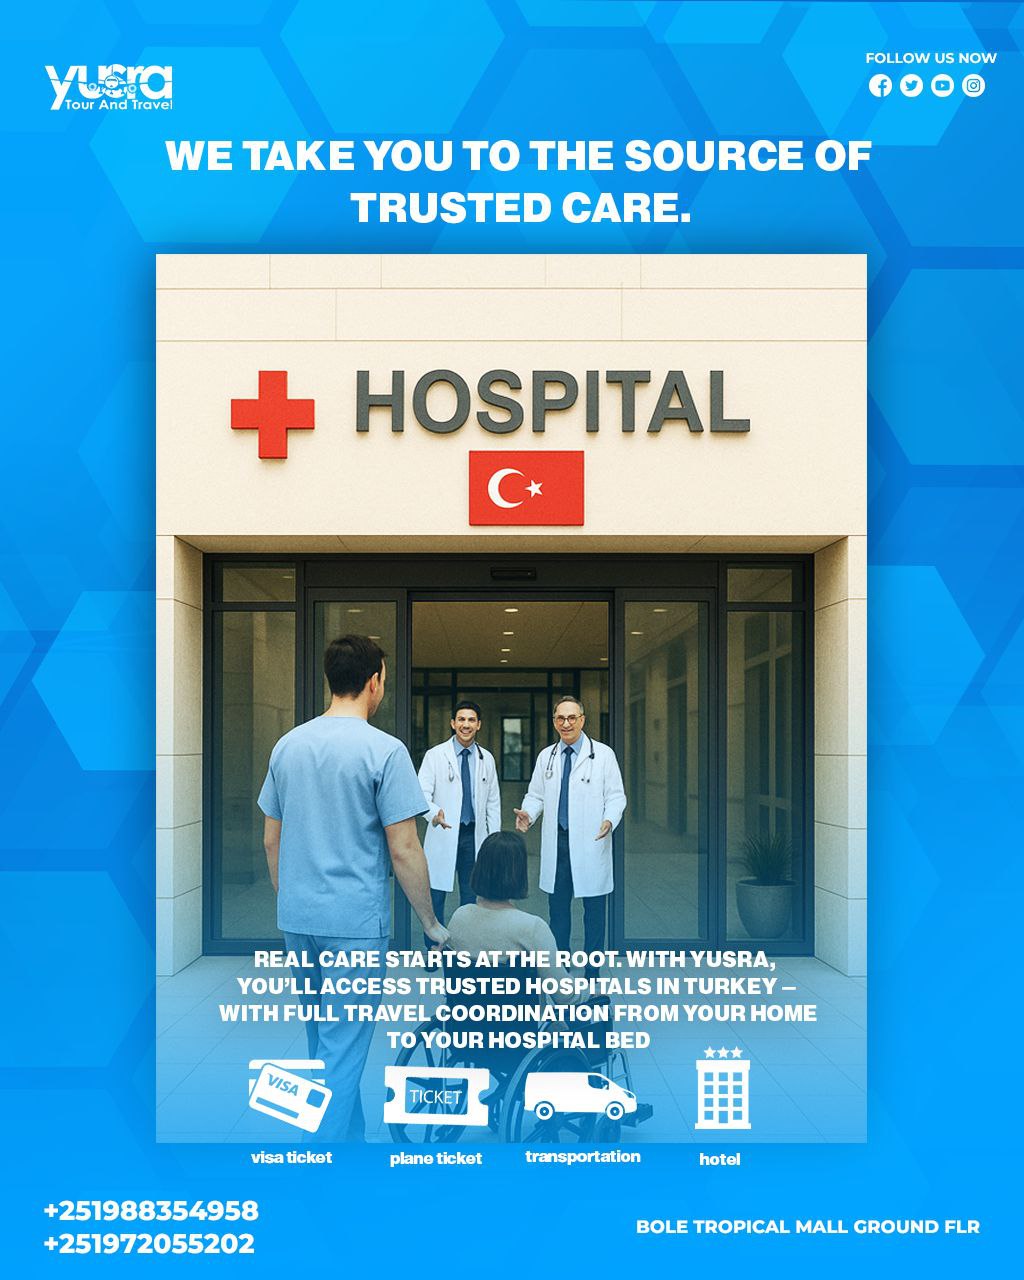 yusra
Tour And Travel
FOLLOW US NOW
WE TAKE YOU TO THE SOURCE OF
TRUSTED CARE.
HOSPITAL
REAL CARE STARTS AT THE ROOT. WITH YUSRA,
YOU'LL ACCESS TRUSTED HOSPITALS IN TURKEY –
WITH FULL TRAVEL COORDINATION FROM YOUR HOME
TO YOUR HOSPITAL BED
VISA
TICKET
visa ticket
plane ticket
transportation
hotel
+251988354958
+251972055202
BOLE TROPICAL MALL GROUND FLR